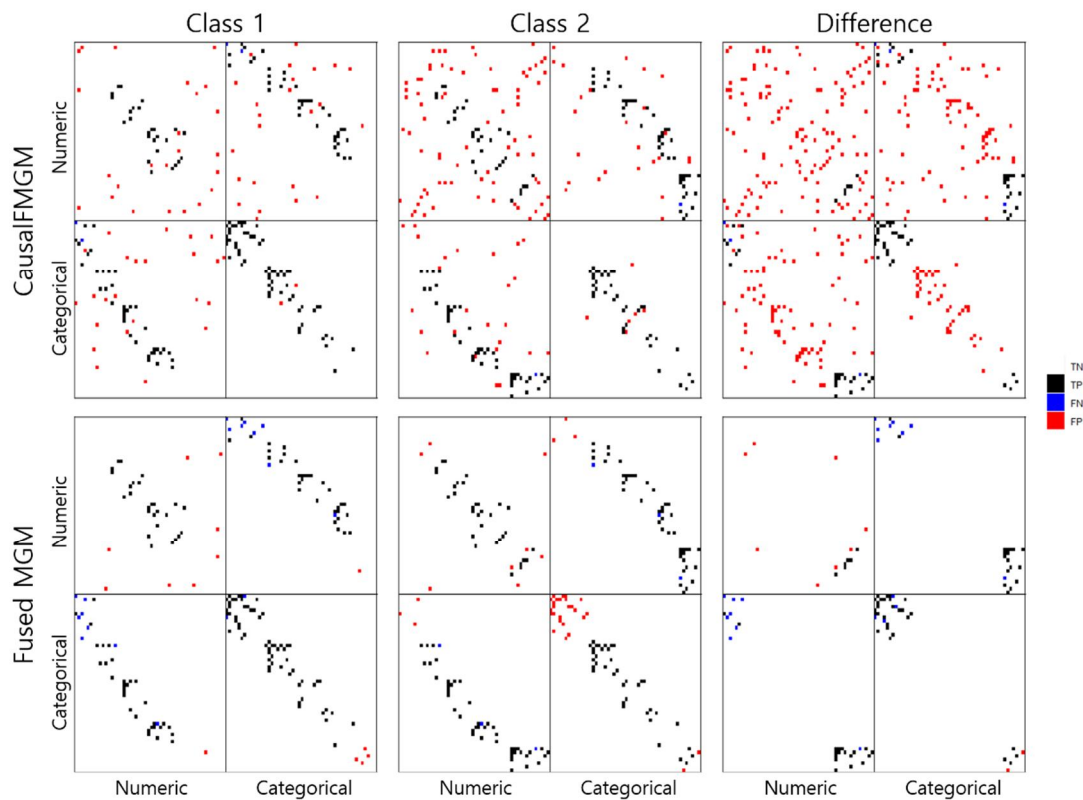 Class 1
Class 2
Difference
CausalFMGM
Numeric
Categorical
TN
TP
FN
FP
Fused MGM
Numeric
Categorical
Numeric
Categorical
Numeric
Categorical
Numeric
Categorical